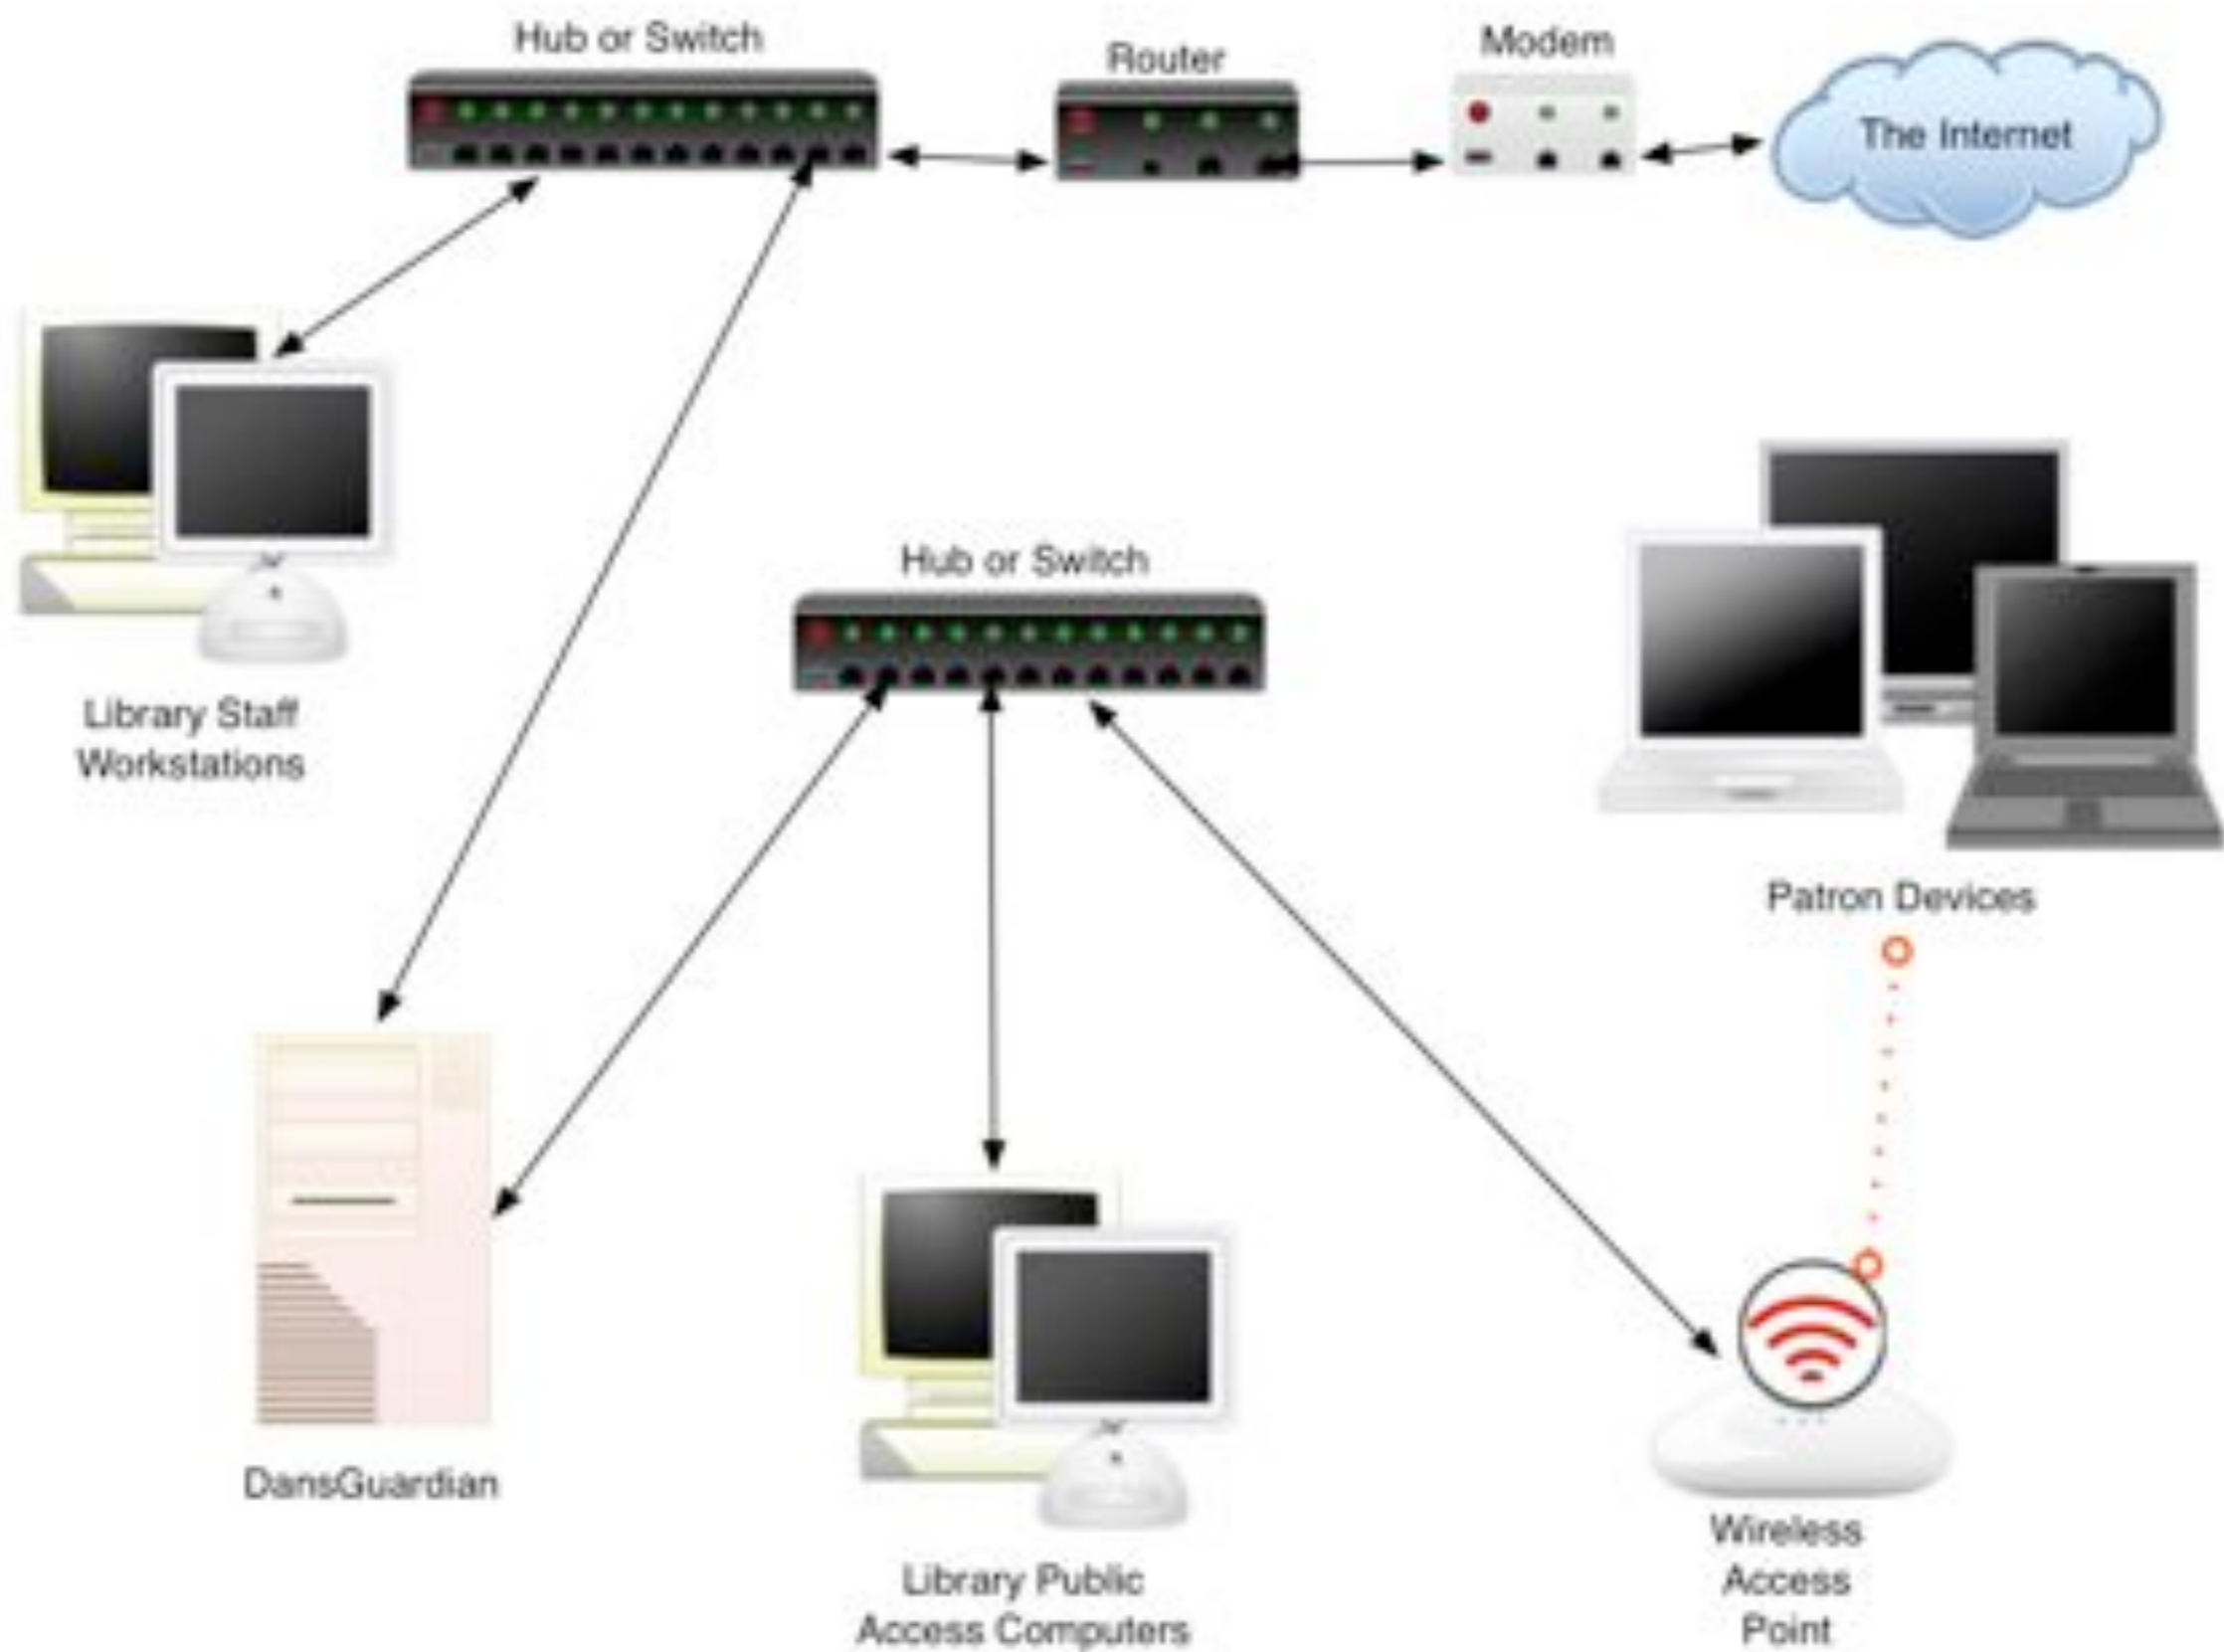 Hub or Switch
Router
Modem
The Internet
Hub or Switch
Library Staff
Workstations
Patron Devices
DansGuardian
Library Public
Access Computers
Wireless
Access
Point